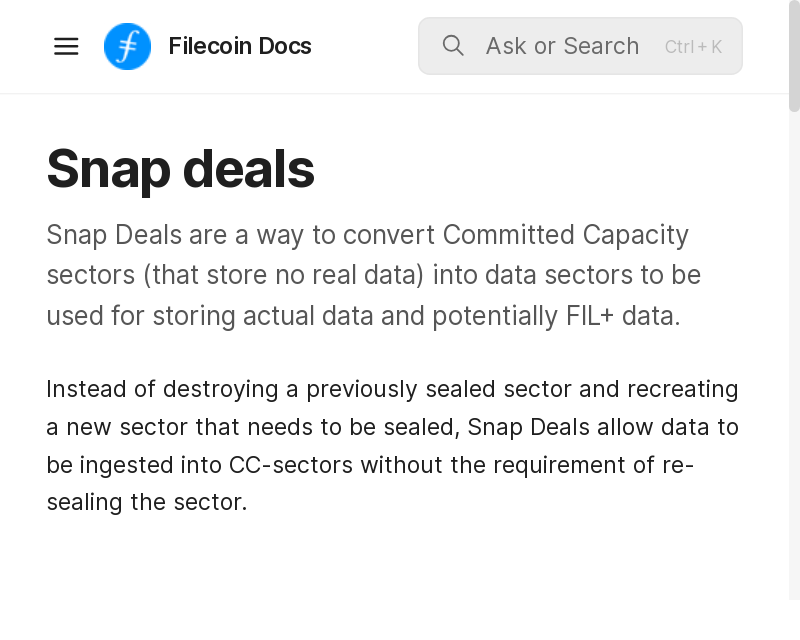 Filecoin Docs
Ask or Search Ctrl + K
Snap deals
Snap Deals are a way to convert Committed Capacity
sectors (that store no real data) into data sectors to be
used for storing actual data and potentially FIL+ data.
Instead of destroying a previously sealed sector and recreating
a new sector that needs to be sealed, Snap Deals allow data to
be ingested into CC-sectors without the requirement of re-
sealing the sector.